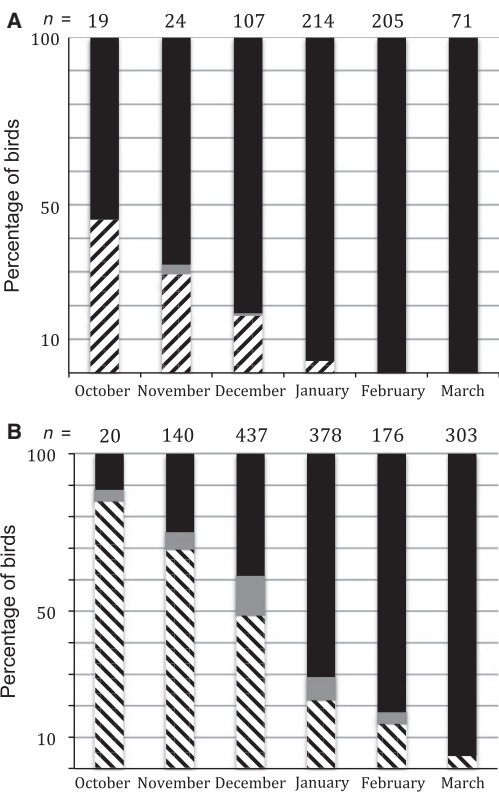 A n = 19 24 107 214 205 71
100
Percentage of birds
50
10
October November December January February March
B n = 20 140 437 378 176 303
100
Percentage of birds
50
10
October November December January February March